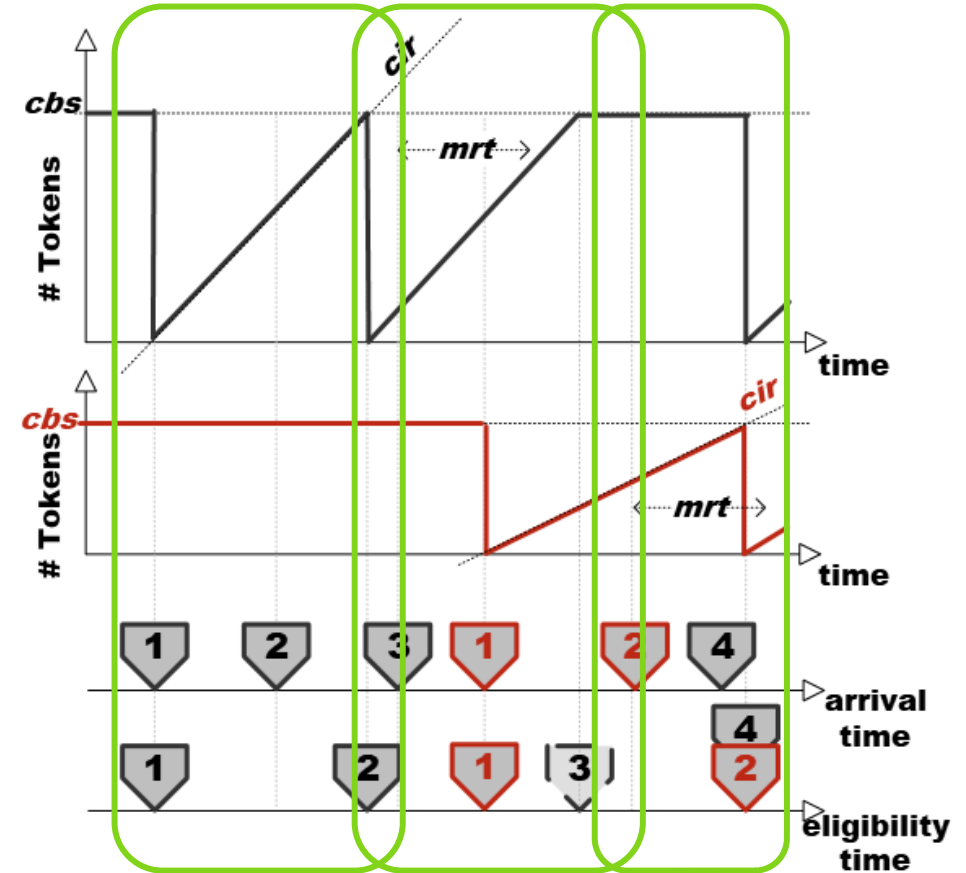 cir
cbs
mrt
# Tokens
time
cir
cbs
mrt
# Tokens
time
1 2 3 1 2 4
arrival
time
4
1 2 1 3 2
eligibility
time